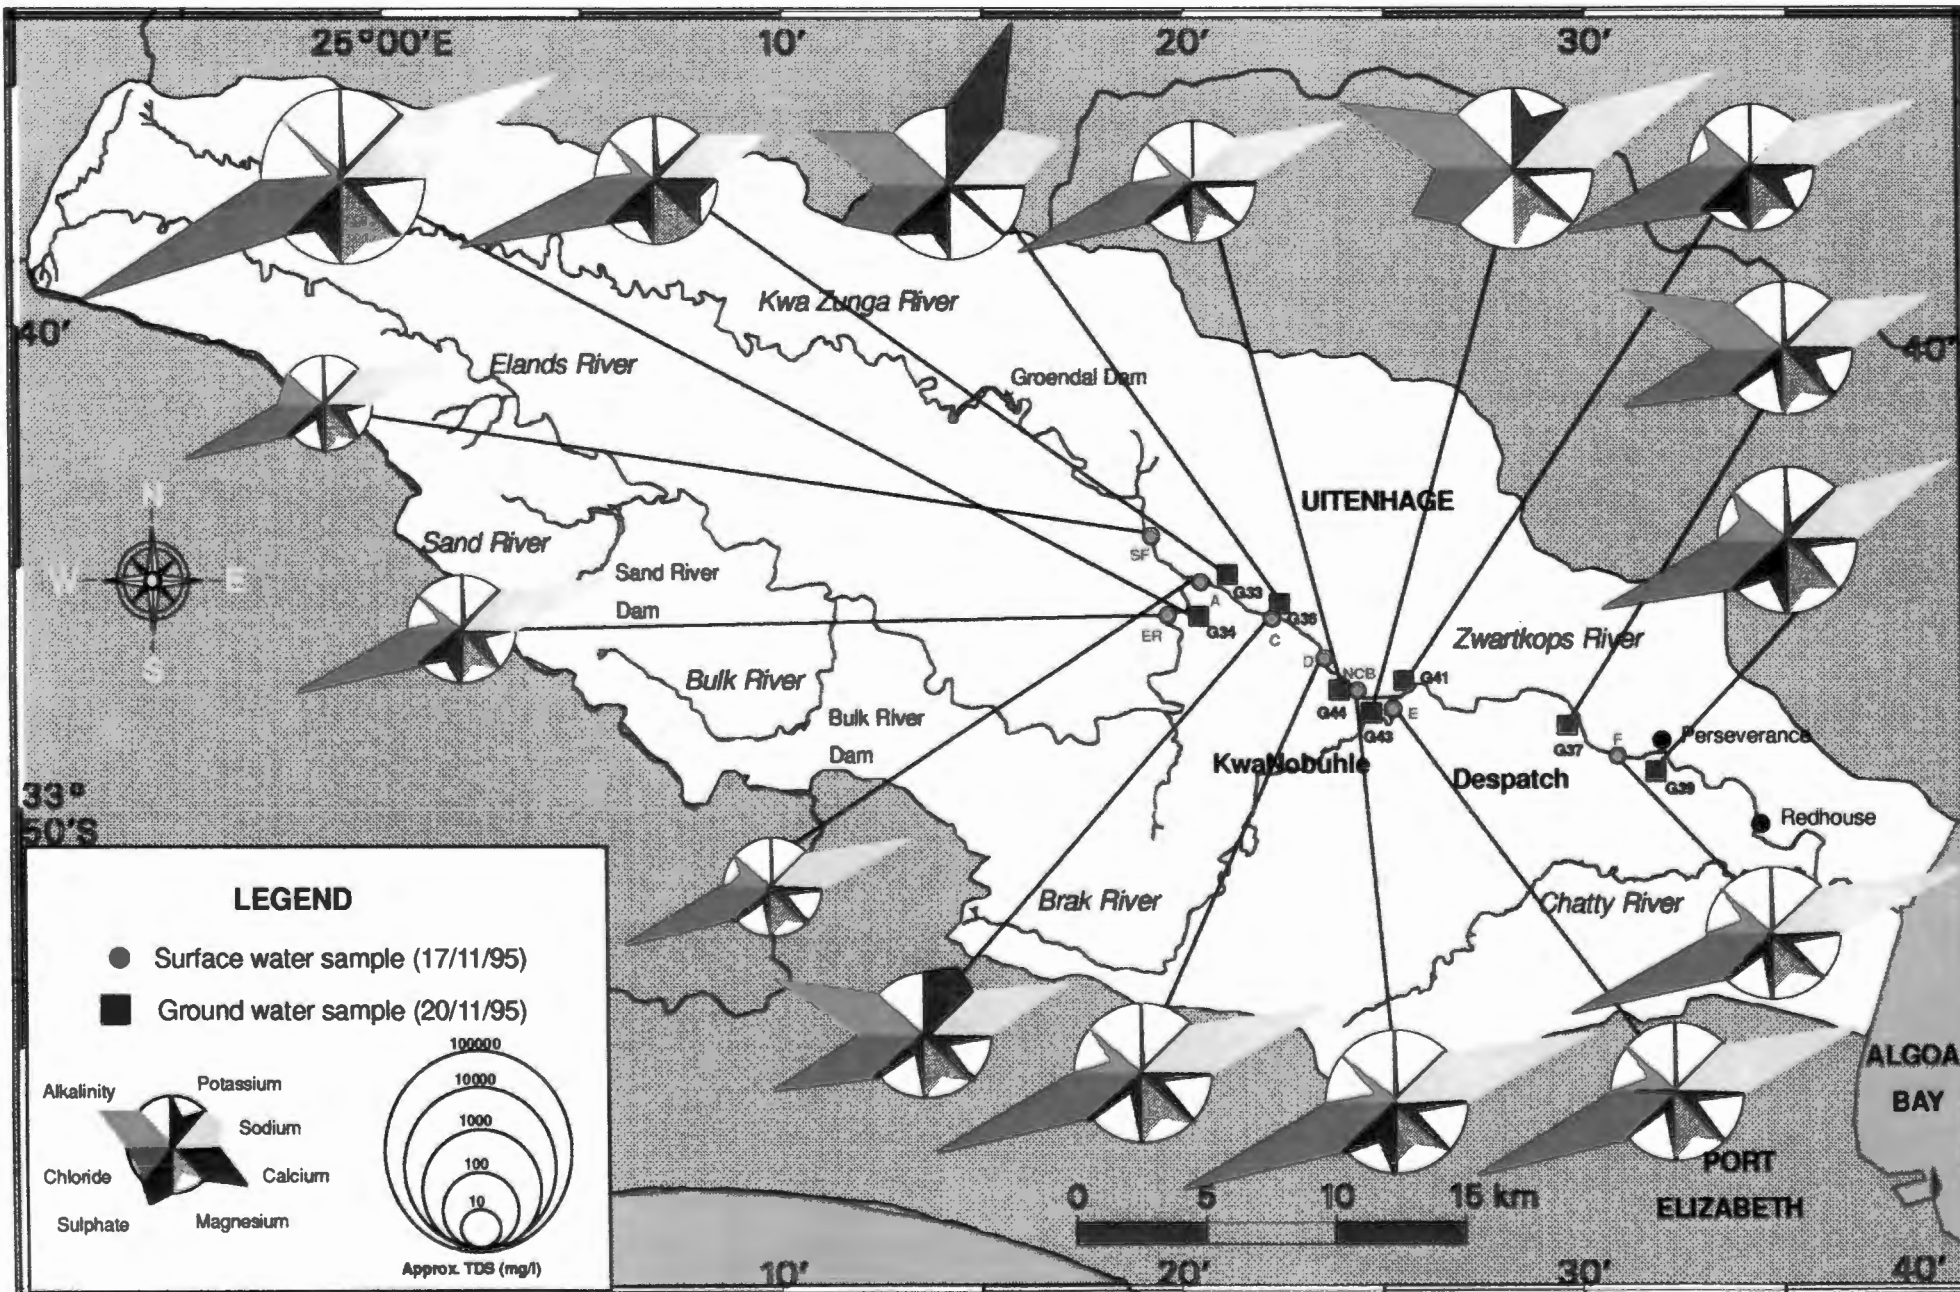 25°00'E 10' 20' 30'
Kwa Zunga River
40' 40'
Elands River
Groendal Dam
N
UITENHAGE
Sand River
SF
W E
Sand River
Dam
A G33
G35
ER G34 C
Zwartkops River
S
D NCB G41
Bulk River
G44 E
Bulk River
Dam
G43
G37 F Perseverance
KwaNobuhle
Despatch
G39
33°
50'S
Redhouse
LEGEND
Brak River
Chatty River
Surface water sample (17/11/95)
Ground water sample (20/11/95)
100000
10000
1000
100
10
Approx. TDS (mg/l)
Alkalinity Potassium
Sodium
Chloride Calcium
Sulphate Magnesium
ALGOA
BAY
PORT
ELIZABETH
0 5 10 15 km
10' 20' 30' 40'